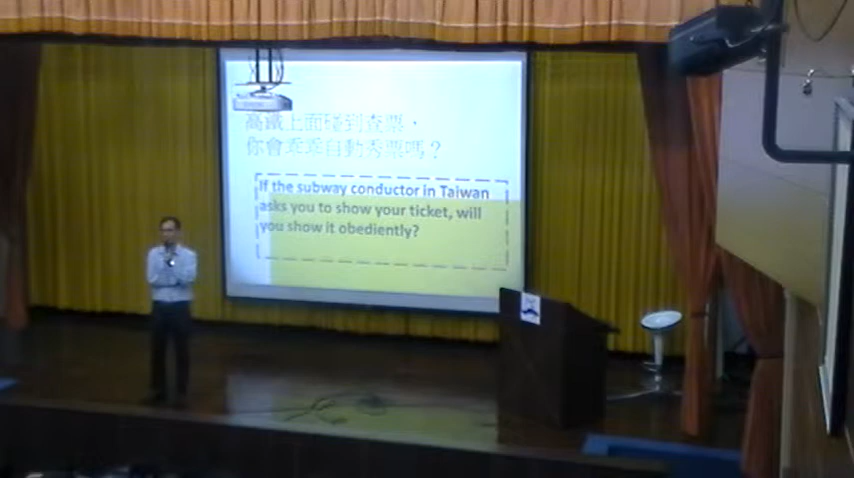 高鐵上面碰到查票，
你會乖乖自動秀票嗎？
If the subway conductor in Taiwan
asks you to show your ticket, will
you show it obediently?